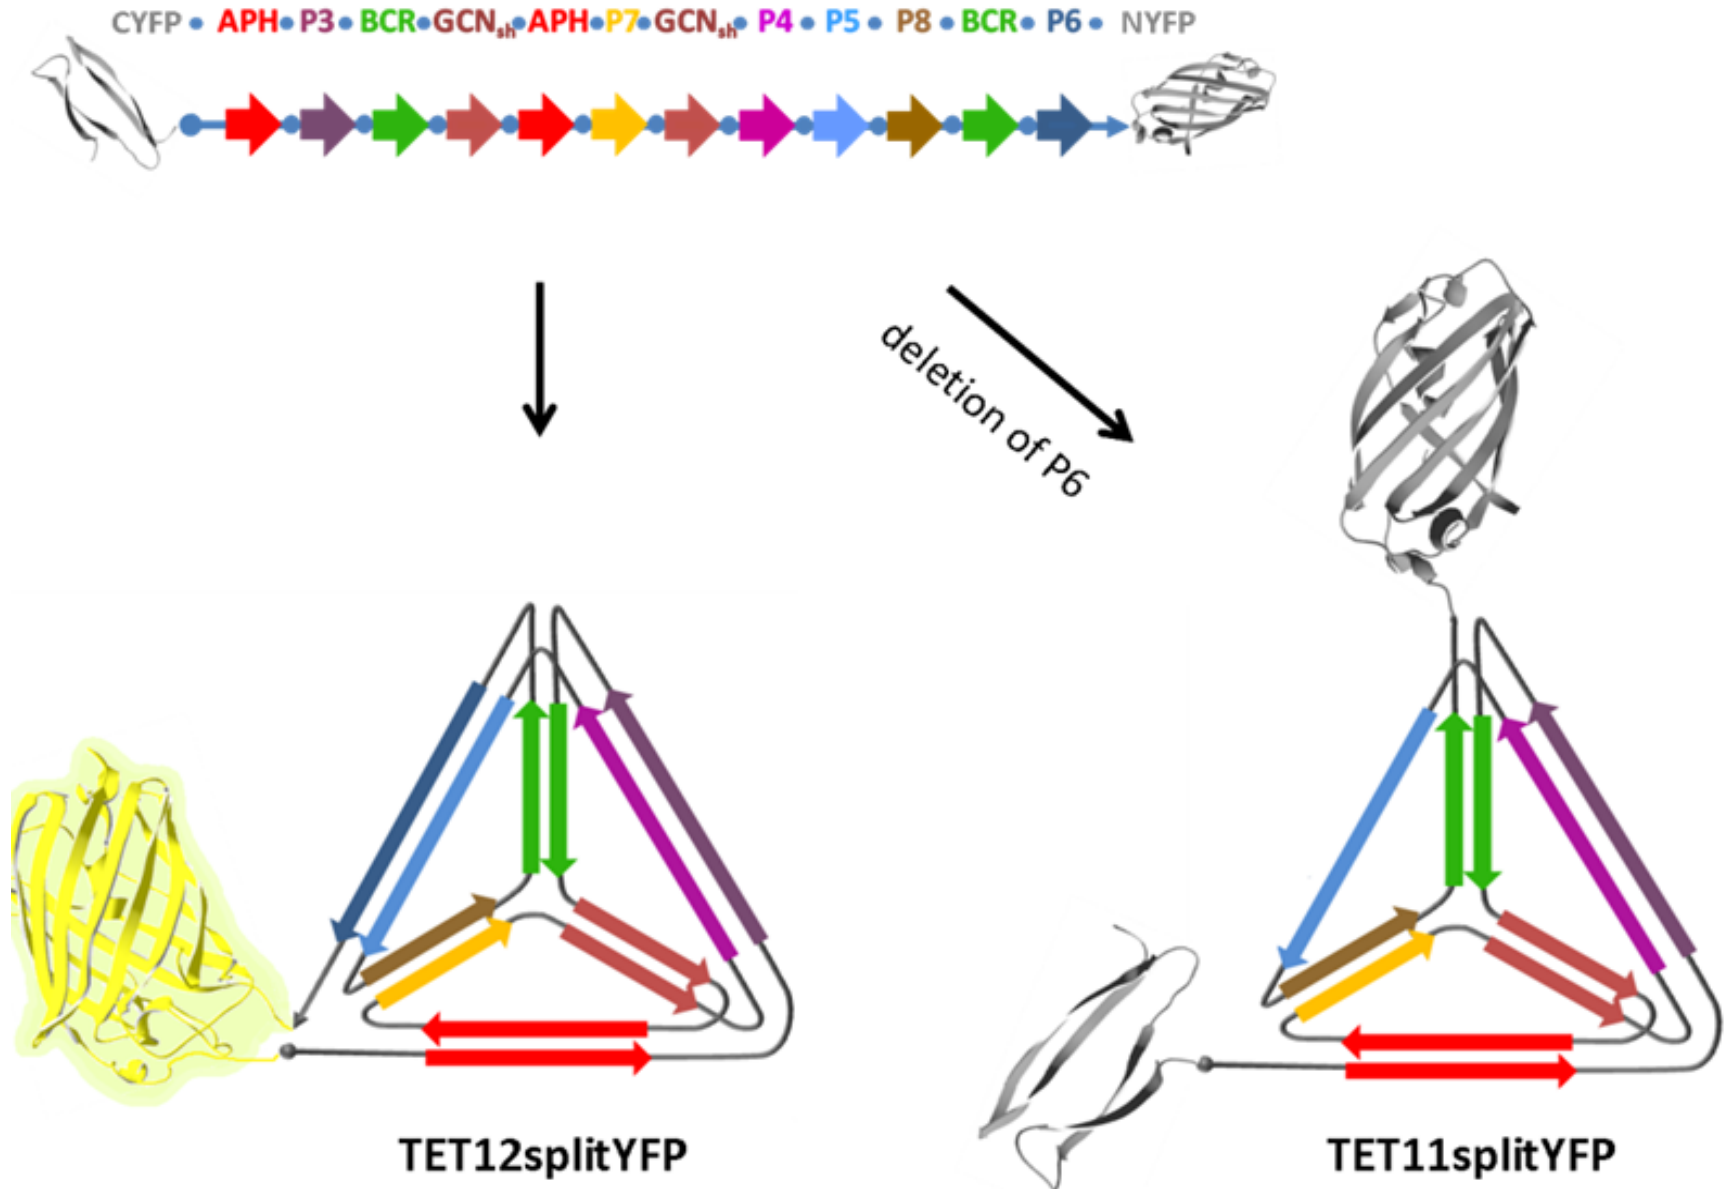 CYFP • APH•P3• BCR•GCNsh•APH•P7•GCNsh• P4 • P5 • P8 • BCR• P6 • NYFP
deletion of P6
TET12splitYFP
TET11splitYFP